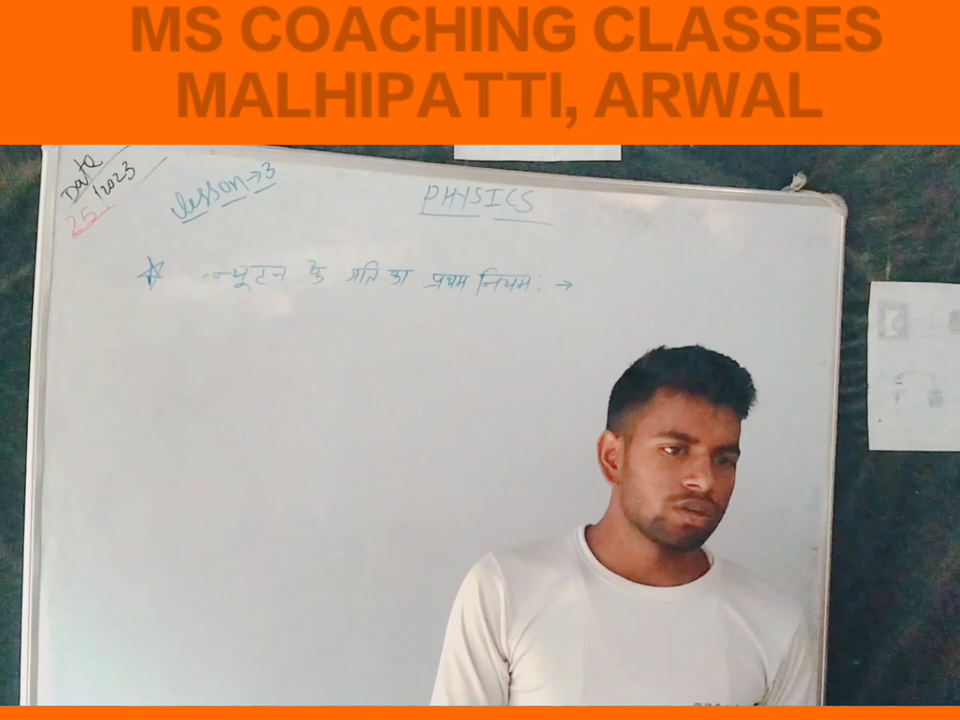 MS COACHING CLASSES
MALHIPATTI, ARWAL
Date
25/2023
lesson→3
PHYSICS
न्यूटन के गति का प्रथम नियम. →